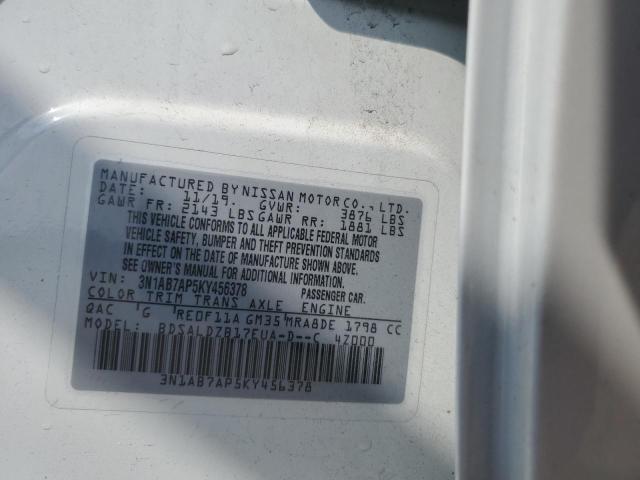 MANUFACTURED BY NISSAN MOTOR CO., LTD.
DATE: 11/19. GVWR: 3876 LBS
GAWR FR: 2143 LBS GAWR RR: 1881 LBS
THIS VEHICLE CONFORMS TO ALL APPLICABLE FEDERAL MOTOR
VEHICLE SAFETY, BUMPER AND THEFT PREVENTION STANDARDS
IN EFFECT ON THE DATE OF MANUFACTURE SHOWN ABOVE.
SEE OWNER'S MANUAL FOR ADDITIONAL INFORMATION.
VIN: 3N1AB7AP5KY456378 PASSENGER CAR.
COLOR TRIM TRANS AXLE ENGINE
QAC G RE0F11A GM35 MRA8DE 1798 CC
MODEL: BDSALDZB17EUA-D--C 4Z000
3N1AB7AP5KY456378